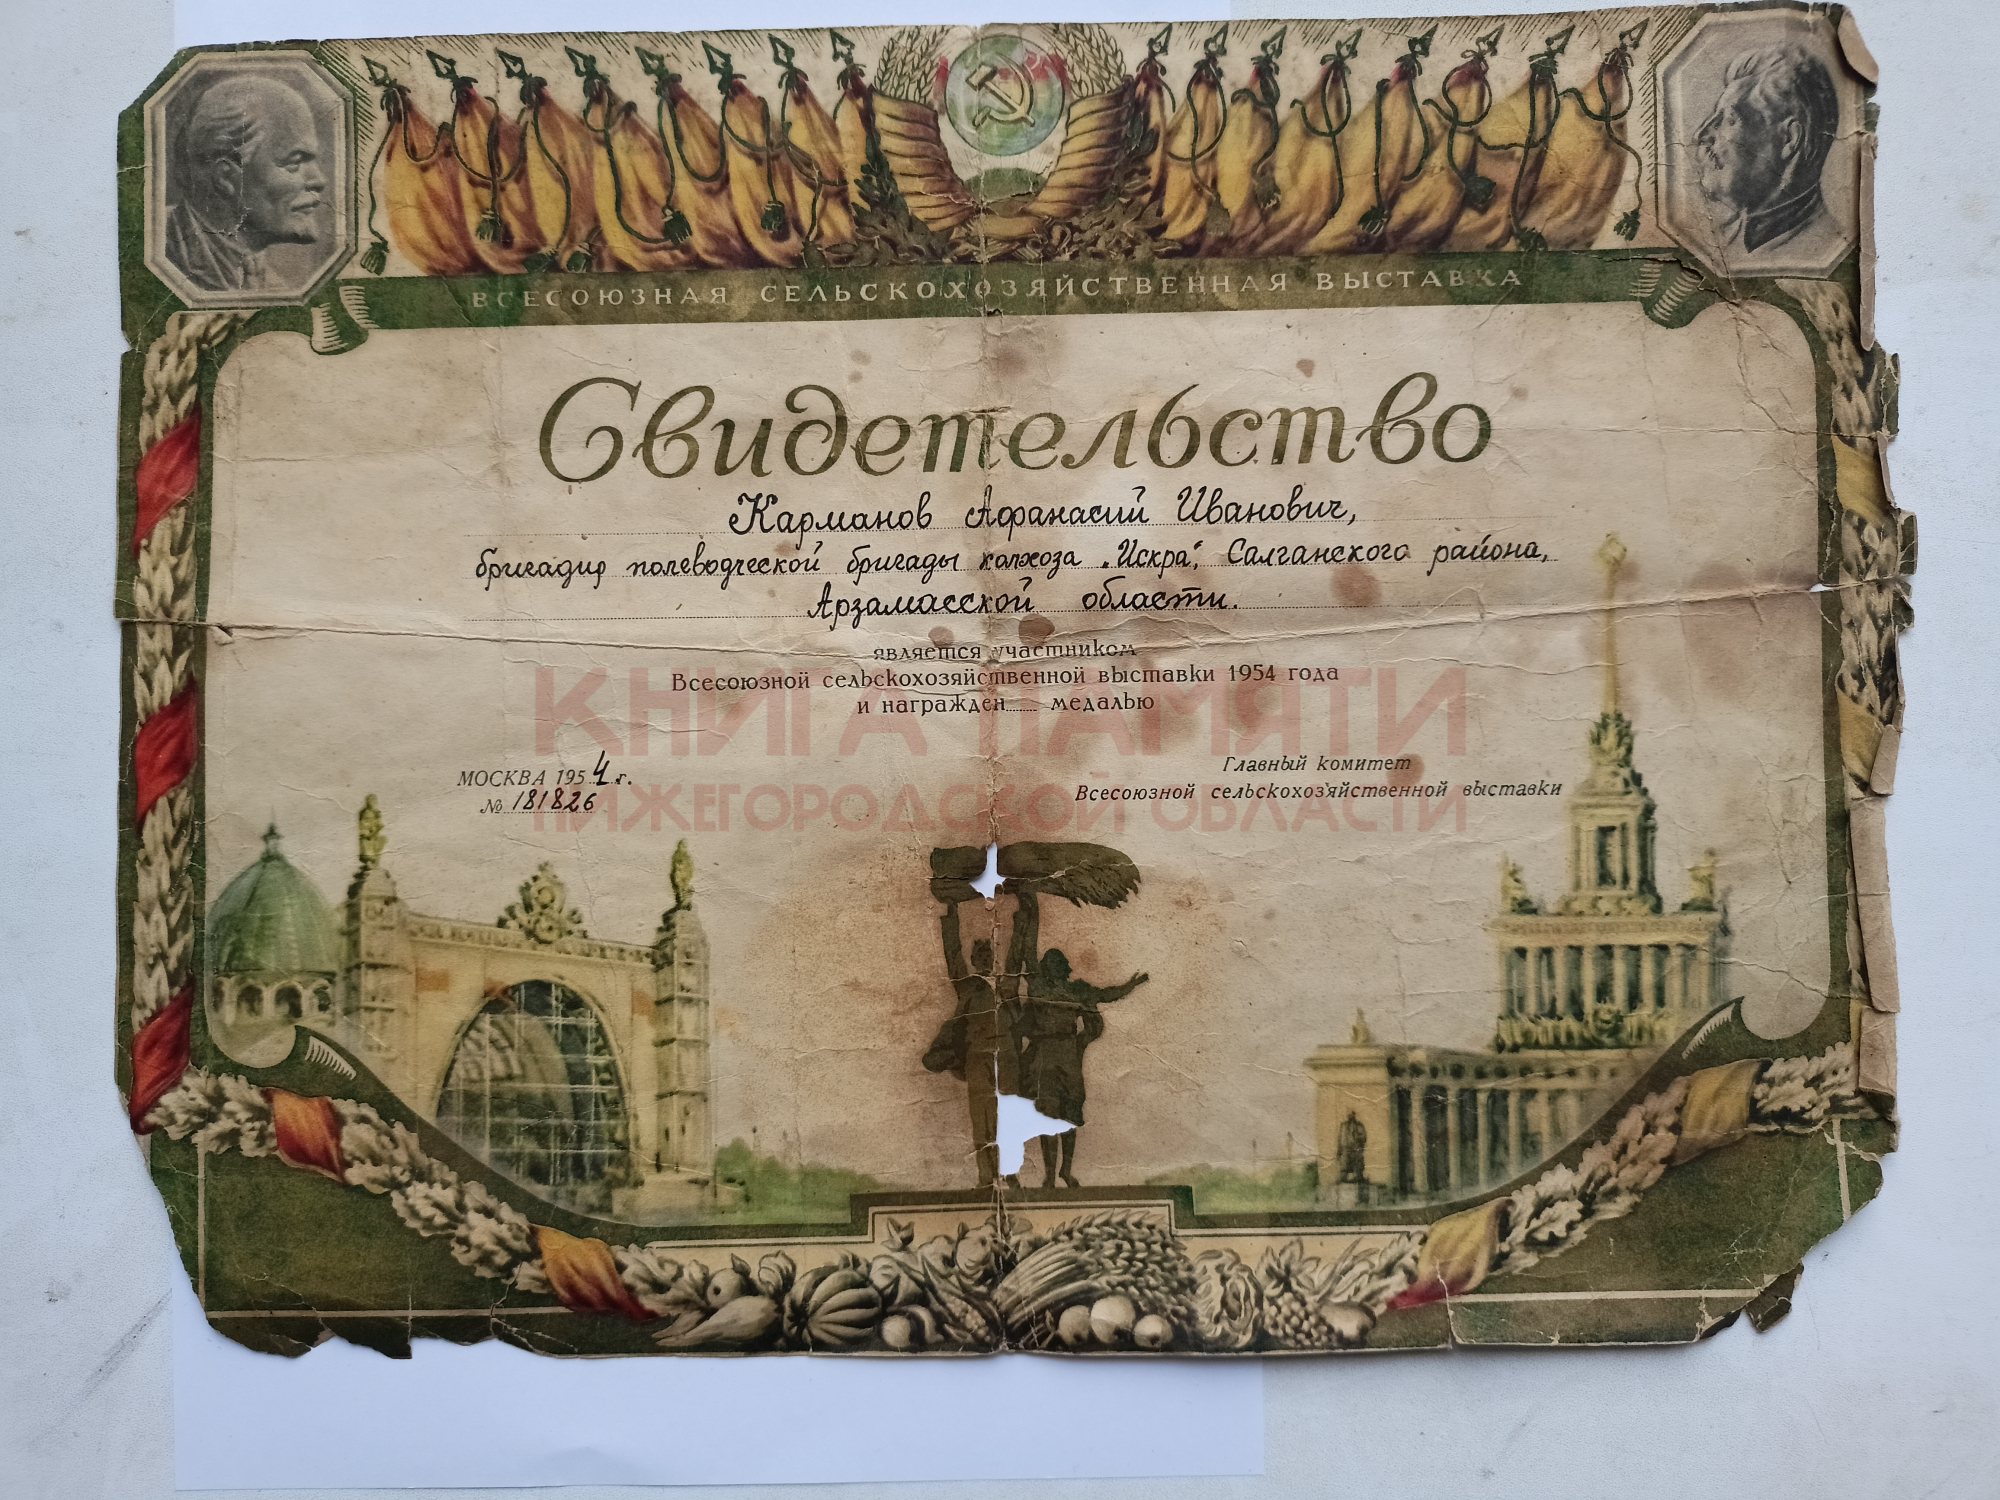 ВСЕСОЮЗНАЯ СЕЛЬСКОХОЗЯЙСТВЕННАЯ ВЫСТАВКА
Свидетельство
Карманов Афанасий Иванович,
бригадир полеводческой бригады колхоза „Искра", Салганского района,
Арзамасской области.
является участником
Всесоюзной сельскохозяйственной выставки 1954 года
и награжден медалью
КНИГА ПАМЯТИ
НИЖЕГОРОДСКОЙ ОБЛАСТИ
МОСКВА 1954 г.
№ 181826
Главный комитет
Всесоюзной сельскохозяйственной выставки